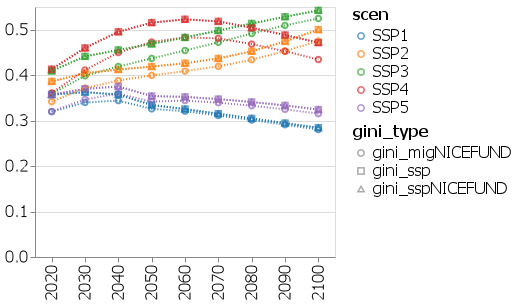 0.5
0.4
0.3
0.2
0.1
0.0
2020
2030
2040
2050
2060
2070
2080
2090
2100
scen
SSP1
SSP2
SSP3
SSP4
SSP5
gini_type
gini_migNICEFUND
gini_ssp
gini_sspNICEFUND